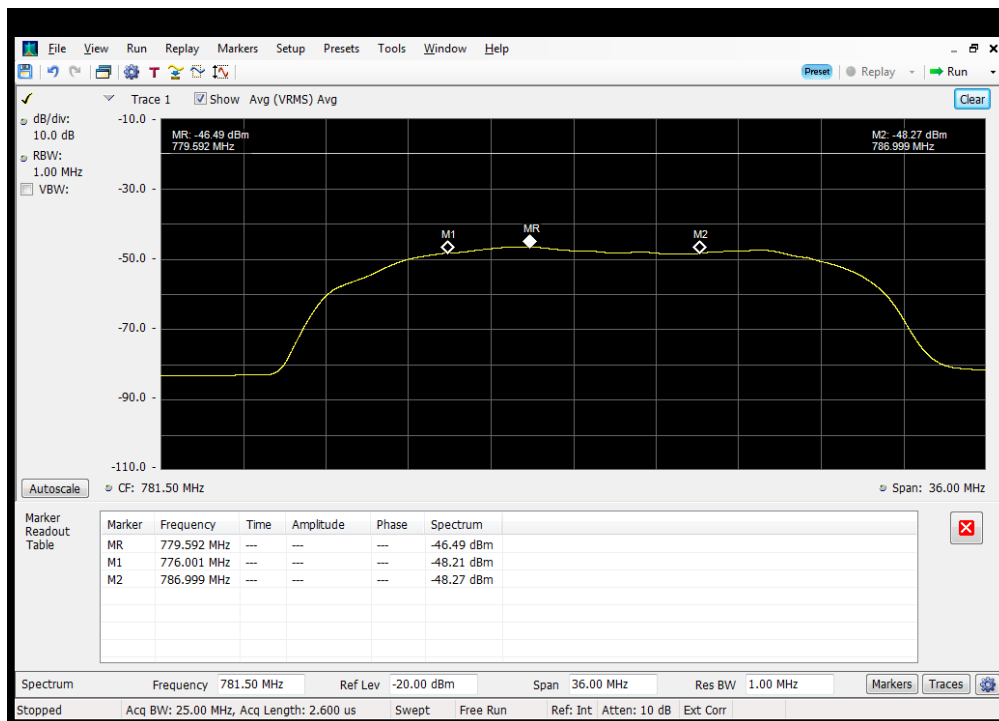 File View Run Replay Markers Setup Presets Tools Window Help
T Preset Replay Run
Trace 1 Show Avg (VRMS) Avg Clear
dB/div:
10.0 dB
RBW:
1.00 MHz
VBW:
-10.0 -
MR: -46.49 dBm
779.592 MHz
M2: -48.27 dBm
786.999 MHz
-30.0 -
M1 MR M2
-50.0 -
-70.0 -
-90.0 -
-110.0 -
Autoscale CF: 781.50 MHz Span: 36.00 MHz
Marker
Readout
Table
Marker Frequency Time Amplitude Phase Spectrum
MR 779.592 MHz --- --- --- -46.49 dBm
M1 776.001 MHz --- --- --- -48.21 dBm
M2 786.999 MHz --- --- --- -48.27 dBm
Spectrum Frequency 781.50 MHz Ref Lev -20.00 dBm Span 36.00 MHz Res BW 1.00 MHz Markers Traces
Stopped Acq BW: 25.00 MHz, Acq Length: 2.600 us Swept Free Run Ref: Int Atten: 10 dB Ext Corr